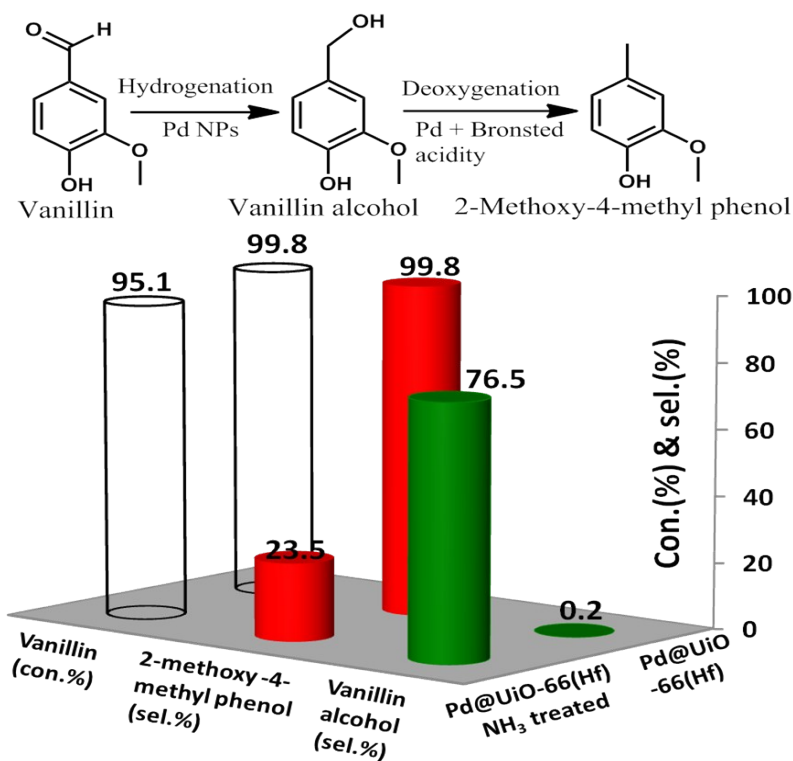 OH
O
H
Hydrogenation
Pd NPs
Deoxygenation
Pd + Bronsted
acidity
O
OH
O
OH
O
OH
Vanillin
Vanillin alcohol
2-Methoxy-4-methyl phenol
95.1
99.8
99.8
76.5
23.5
0.2
100
80
60
40
20
0
Con.(%) & sel.(%)
Vanillin
(con.%)
2-methoxy -4-
methyl phenol
(sel.%)
Vanillin
alcohol
(sel.%)
Pd@UiO-66(Hf)
NH₃ treated
Pd@UiO
-66(Hf)